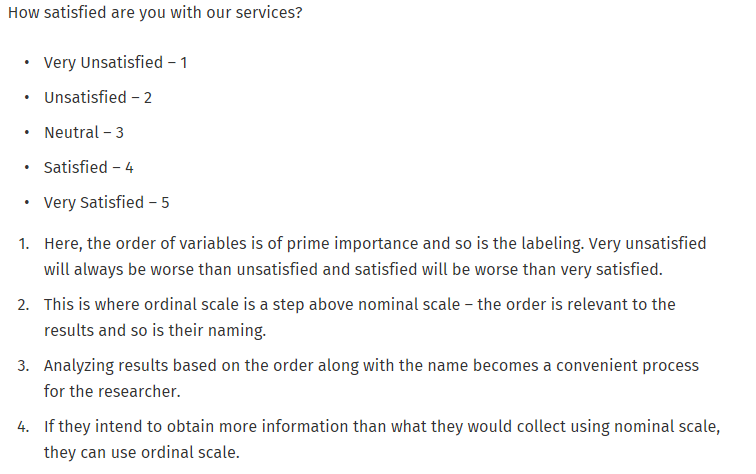 How satisfied are you with our services?
• Very Unsatisfied – 1
• Unsatisfied – 2
• Neutral – 3
• Satisfied – 4
• Very Satisfied – 5
1. Here, the order of variables is of prime importance and so is the labeling. Very unsatisfied
will always be worse than unsatisfied and satisfied will be worse than very satisfied.
2. This is where ordinal scale is a step above nominal scale – the order is relevant to the
results and so is their naming.
3. Analyzing results based on the order along with the name becomes a convenient process
for the researcher.
4. If they intend to obtain more information than what they would collect using nominal scale,
they can use ordinal scale.